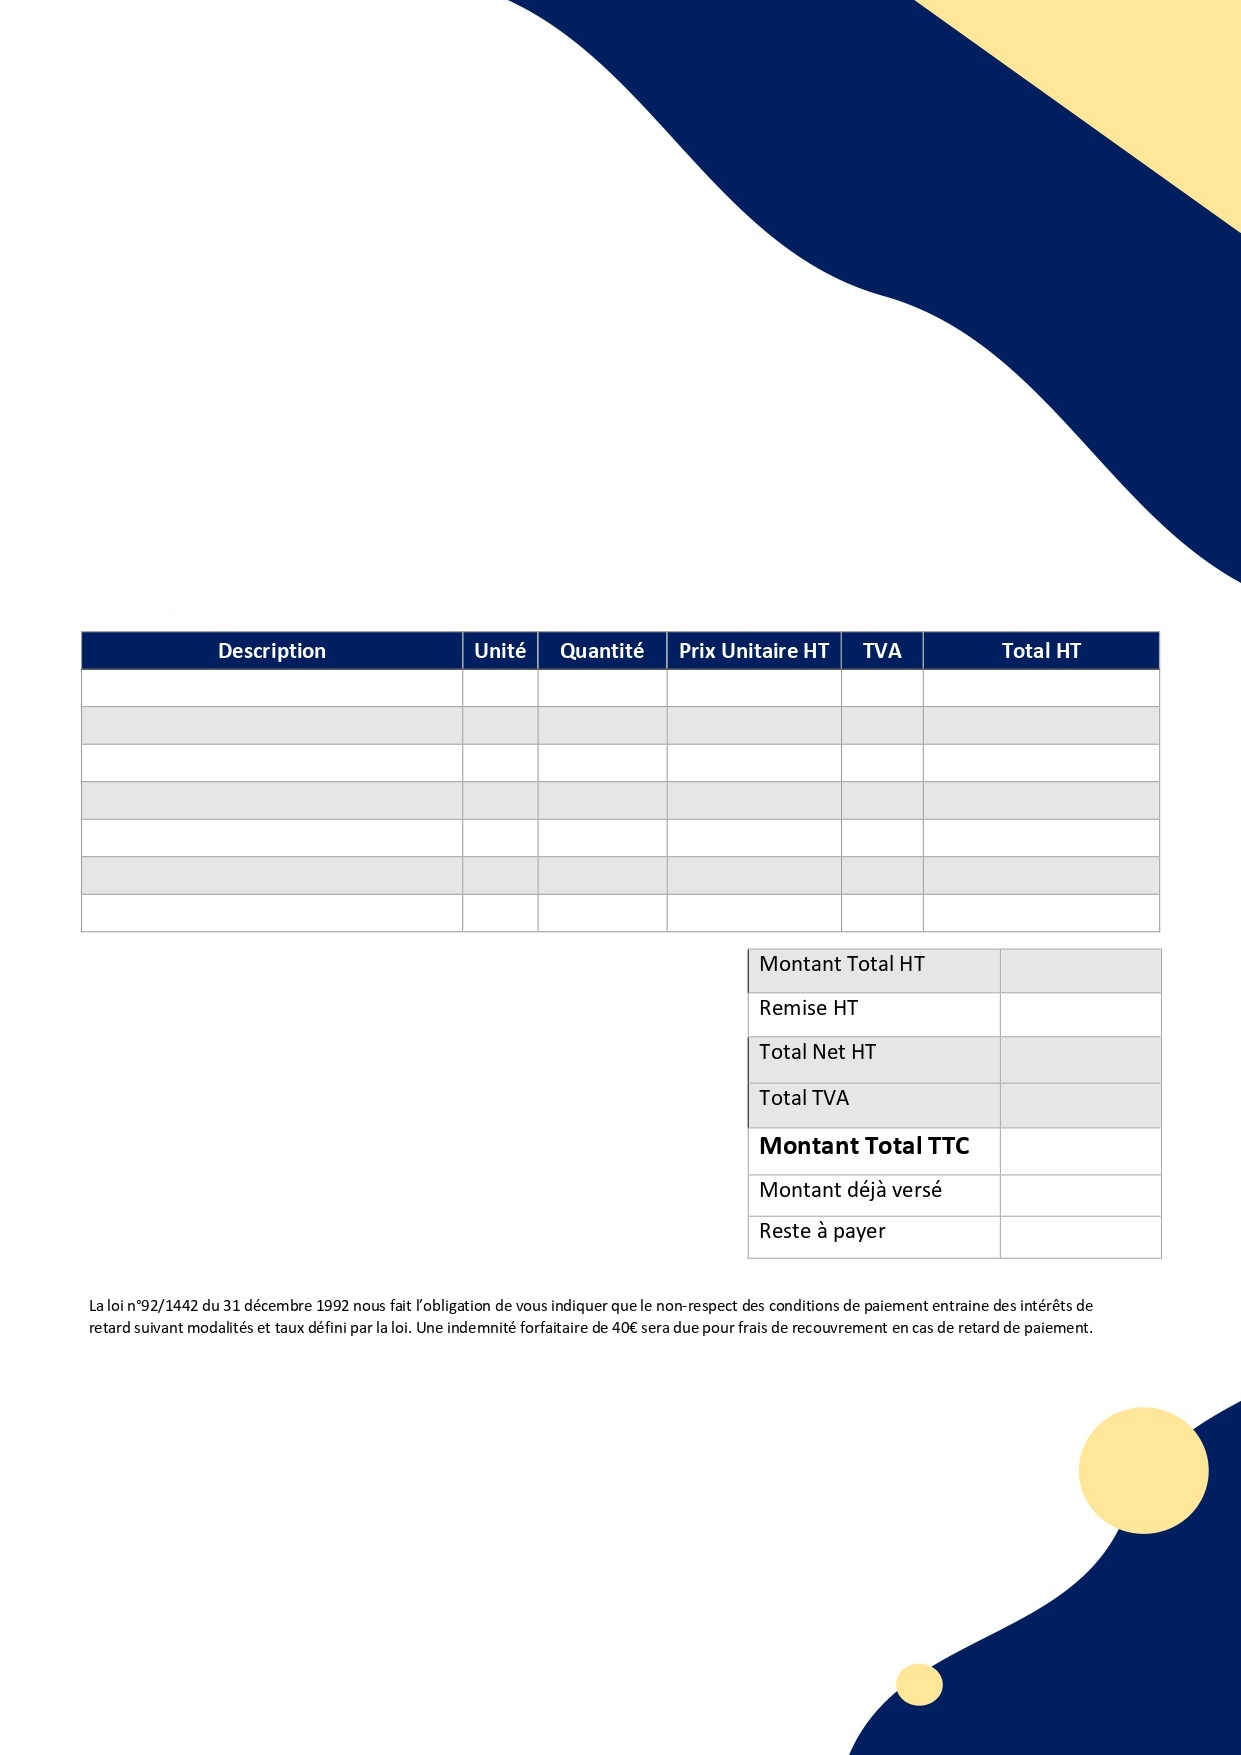 Description Unité Quantité Prix Unitaire HT TVA Total HT
Montant Total HT
Remise HT
Total Net HT
Total TVA
Montant Total TTC
Montant déjà versé
Reste à payer
La loi n°92/1442 du 31 décembre 1992 nous fait l’obligation de vous indiquer que le non-respect des conditions de paiement entraine des intérêts de
retard suivant modalités et taux défini par la loi. Une indemnité forfaitaire de 40€ sera due pour frais de recouvrement en cas de retard de paiement.